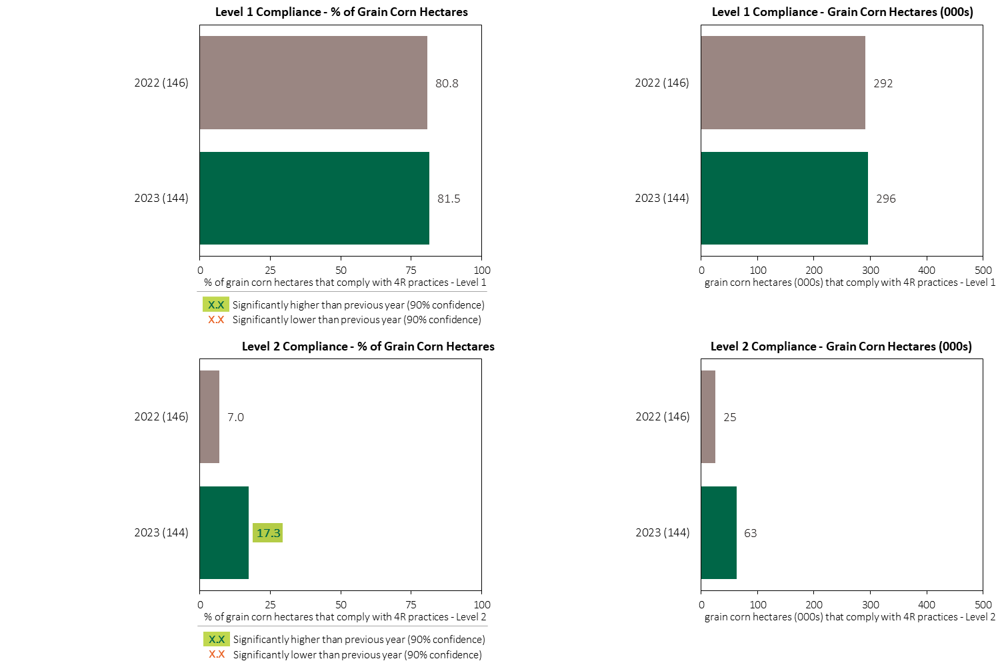 Level 1 Compliance - % of Grain Corn Hectares
2022 (146)
80.8
2023 (144)
81.5
0 25 50 75 100
% of grain corn hectares that comply with 4R practices - Level 1
X.X Significantly higher than previous year (90% confidence)
X.X Significantly lower than previous year (90% confidence)
Level 1 Compliance - Grain Corn Hectares (000s)
2022 (146)
292
2023 (144)
296
0 100 200 300 400 500
grain corn hectares (000s) that comply with 4R practices - Level 1
Level 2 Compliance - % of Grain Corn Hectares
2022 (146)
7.0
2023 (144)
17.3
0 25 50 75 100
% of grain corn hectares that comply with 4R practices - Level 2
X.X Significantly higher than previous year (90% confidence)
X.X Significantly lower than previous year (90% confidence)
Level 2 Compliance - Grain Corn Hectares (000s)
2022 (146)
25
2023 (144)
63
0 100 200 300 400 500
grain corn hectares (000s) that comply with 4R practices - Level 2